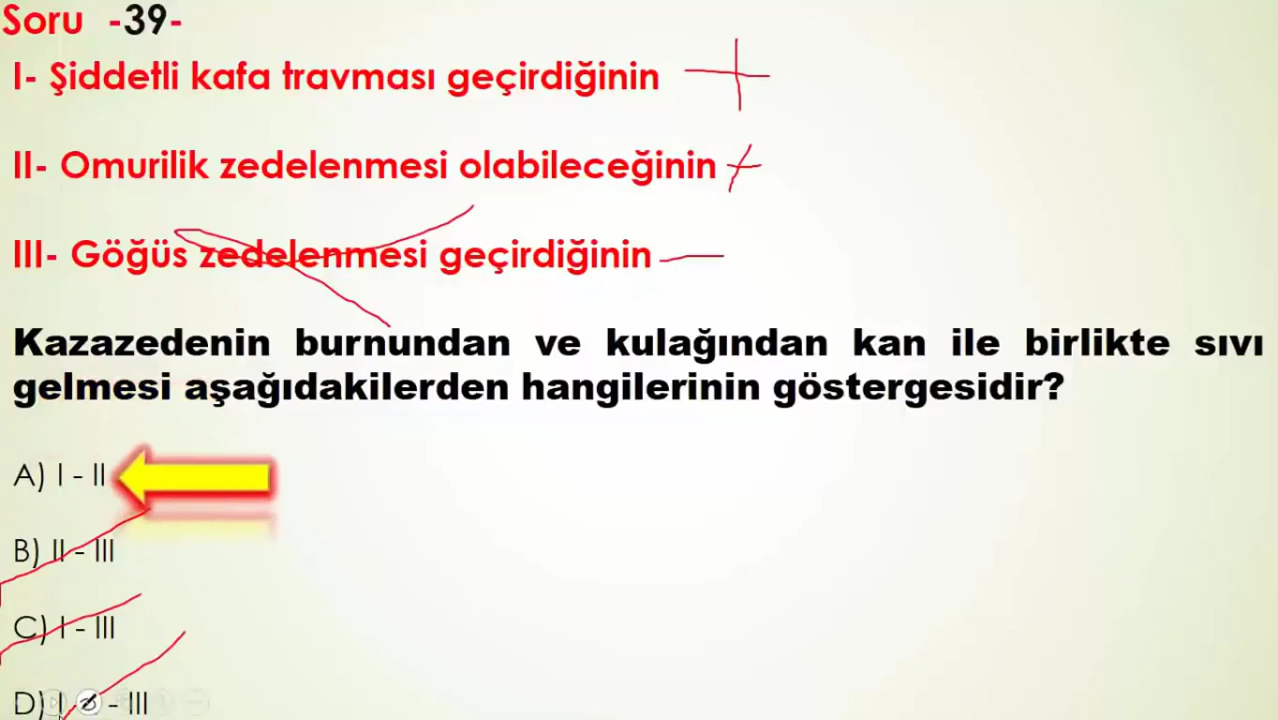 Soru -39-
I- Şiddetli kafa travması geçirdiğinin
II- Omurilik zedelenmesi olabileceğinin
III- Göğüs zedelenmesi geçirdiğinin
Kazazedenin burnundan ve kulağından kan ile birlikte sıvı
gelmesi aşağıdakilerden hangilerinin göstergesidir?
A) I - II
B) II - III
C) I - III
D) I - III